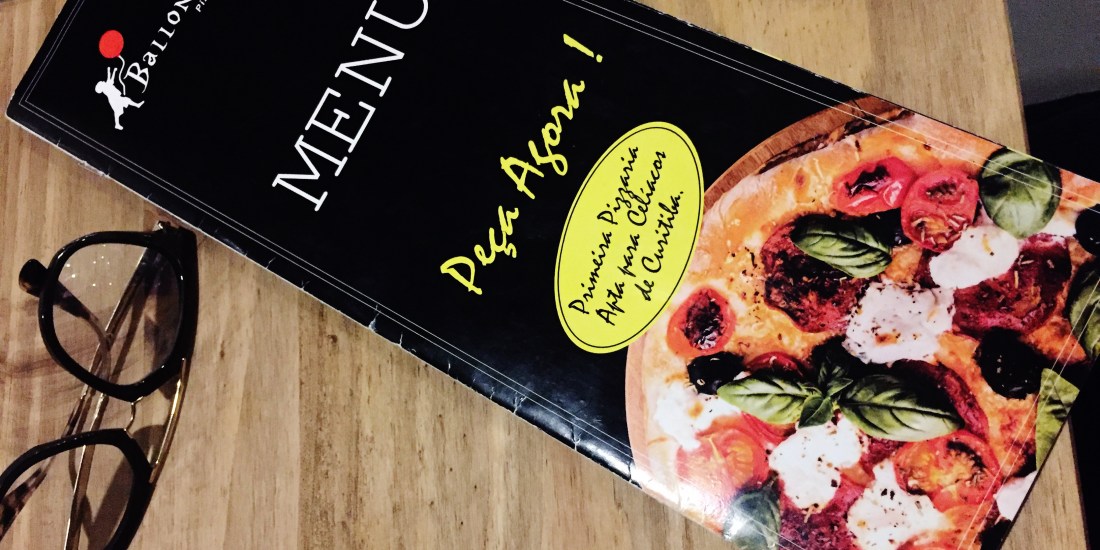 BALLON
MENU
Peça Agora !
Primeira Pizzaria
Apta para Celíacos
de Curitiba.